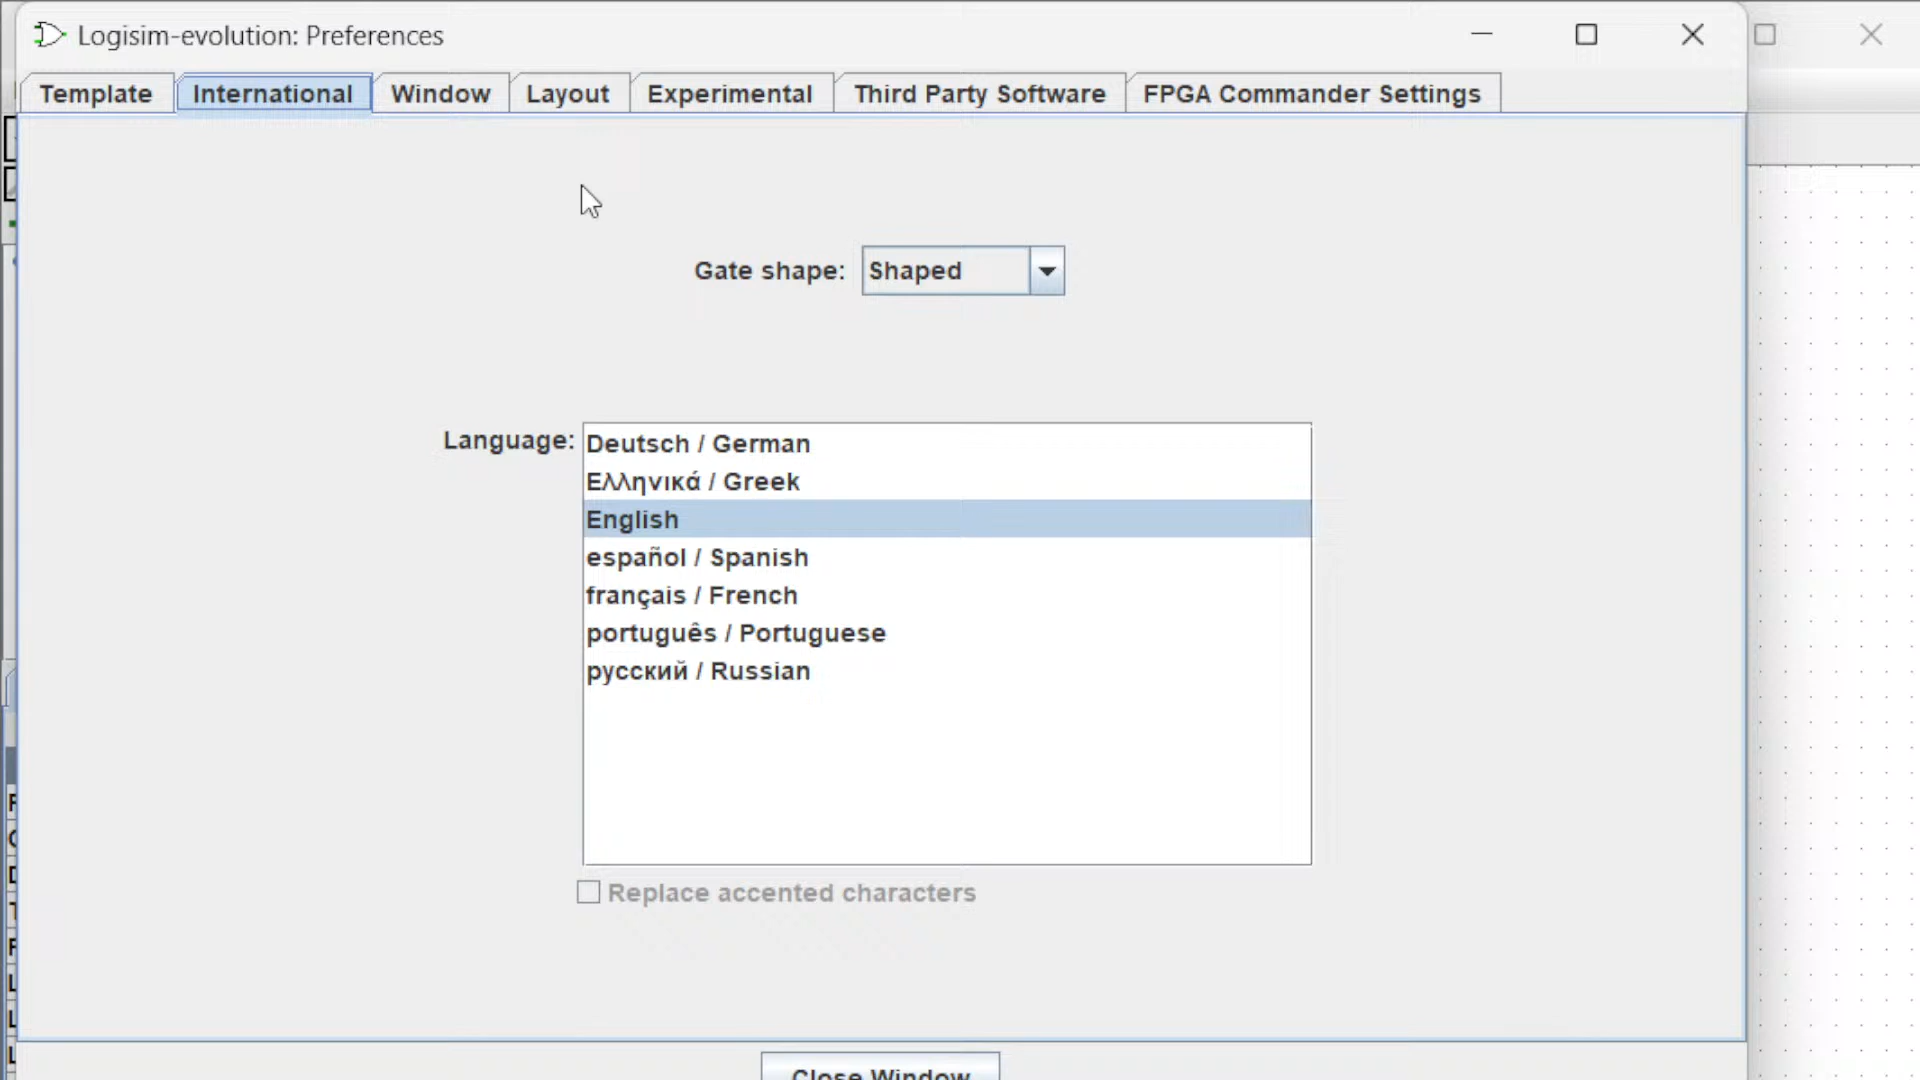 Logisim-evolution: Preferences
Template International Window Layout Experimental Third Party Software FPGA Commander Settings
Gate shape: Shaped
Language: Deutsch / German
Ελληνικά / Greek
English
español / Spanish
français / French
português / Portuguese
русский / Russian
Replace accented characters
Close Window